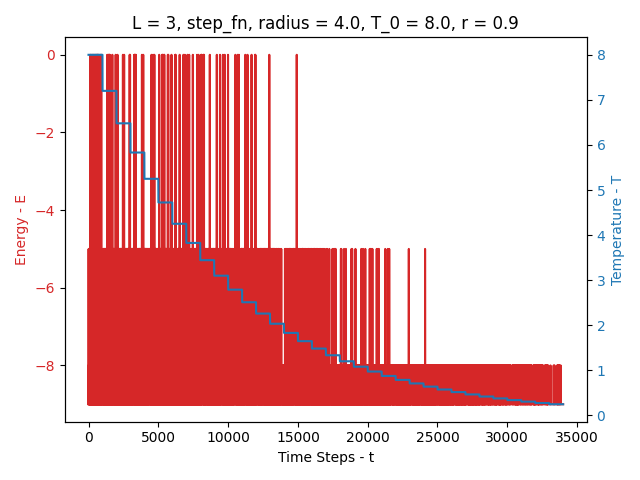 L = 3, step_fn, radius = 4.0, T_0 = 8.0, r = 0.9
Energy - E
0
−2
−4
−6
−8
8
7
6
5
4
3
2
1
0
Temperature - T
0 5000 10000 15000 20000 25000 30000 35000
Time Steps - t